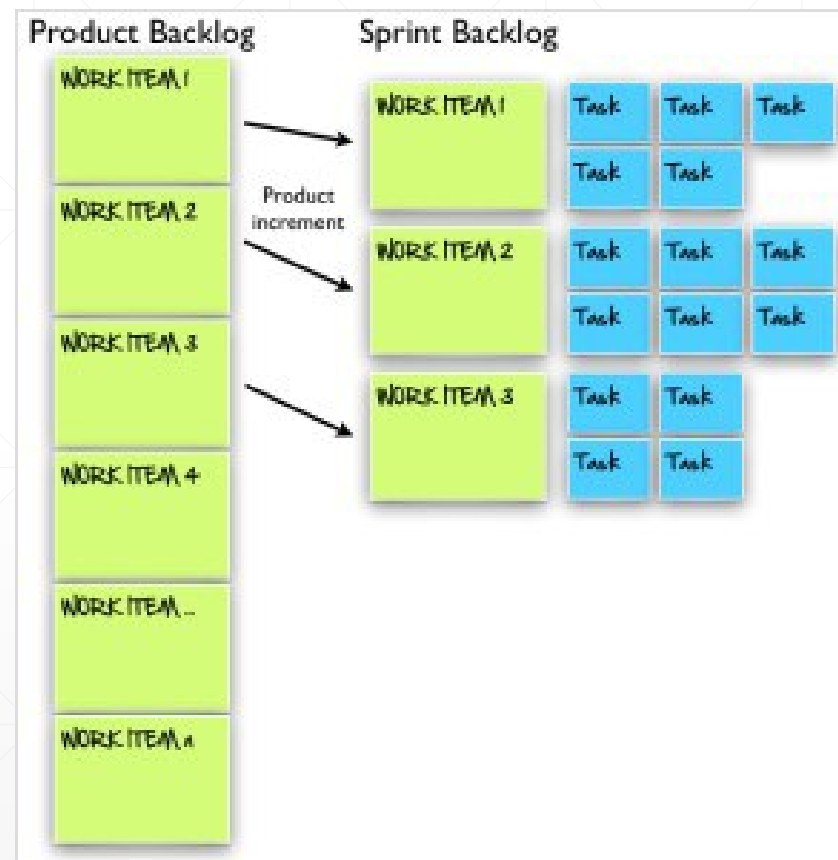 Product Backlog
WORK ITEM 1
WORK ITEM 2
WORK ITEM 3
WORK ITEM 4
WORK ITEM ...
WORK ITEM n
Product
increment
Sprint Backlog
WORK ITEM 1
Task Task Task
Task Task
WORK ITEM 2
Task Task Task
Task Task Task
WORK ITEM 3
Task Task
Task Task